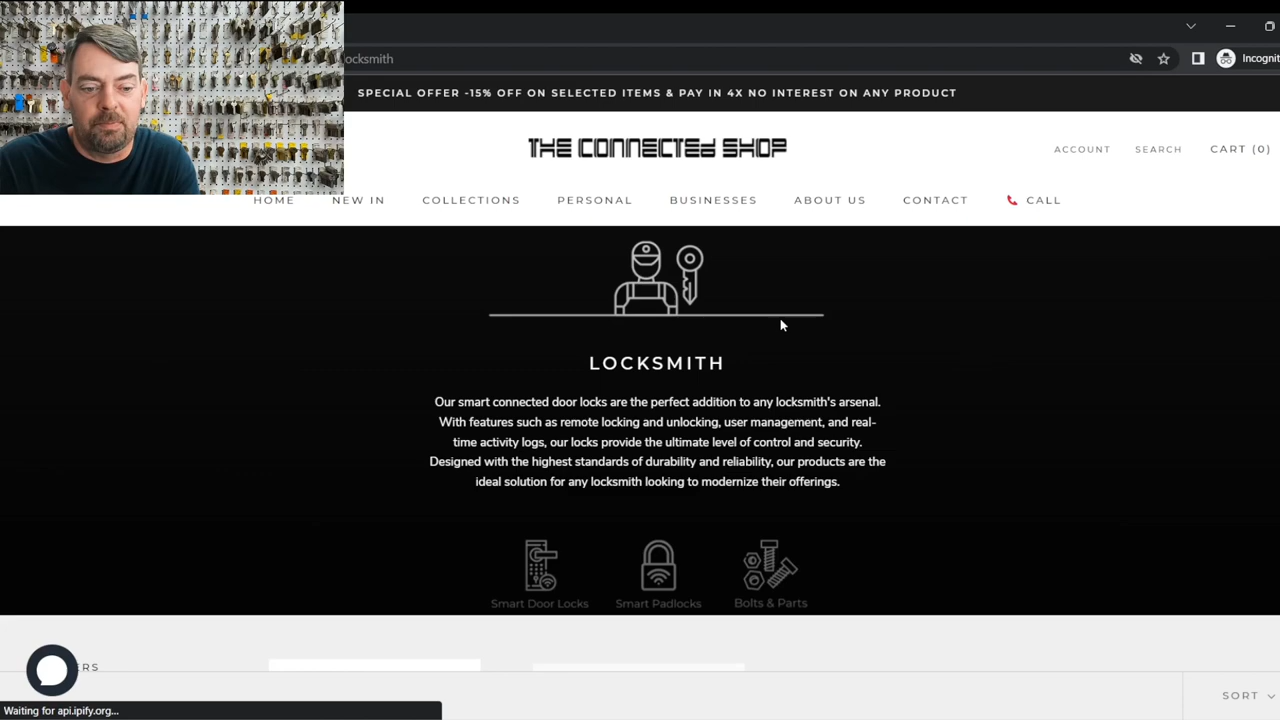 locksmith
Incognit
SPECIAL OFFER -15% OFF ON SELECTED ITEMS & PAY IN 4X NO INTEREST ON ANY PRODUCT
THE CONNECTEd SHOP
ACCOUNT SEARCH CART (0)
HOME NEW IN COLLECTIONS PERSONAL BUSINESSES ABOUT US CONTACT CALL
LOCKSMITH
Our smart connected door locks are the perfect addition to any locksmith's arsenal.
With features such as remote locking and unlocking, user management, and real-
time activity logs, our locks provide the ultimate level of control and security.
Designed with the highest standards of durability and reliability, our products are the
ideal solution for any locksmith looking to modernize their offerings.
Smart Door Locks Smart Padlocks Bolts & Parts
ERS
SORT
Waiting for api.ipify.org...